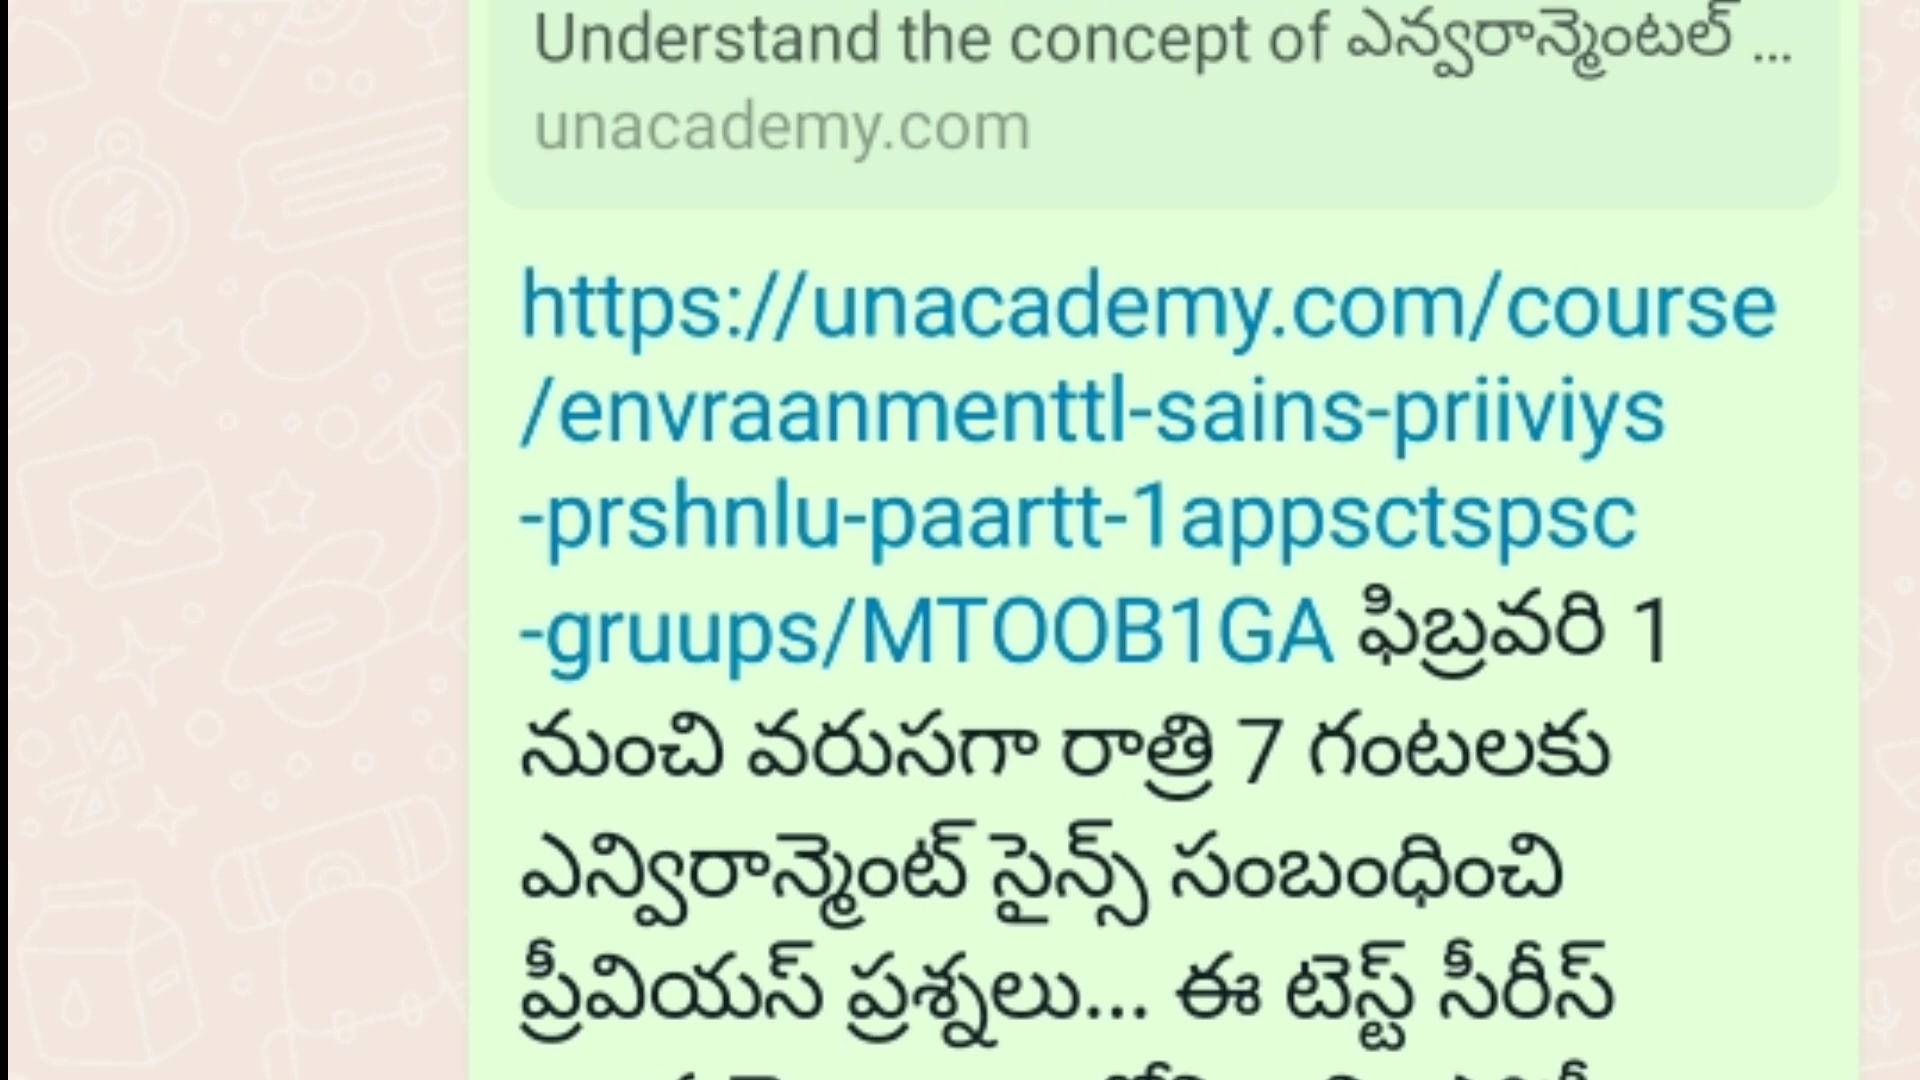 Understand the concept of ఎన్వరాన్మెంటల్ ...
unacademy.com
https://unacademy.com/course
/envraanmenttl-sains-priiviys
-prshnlu-paartt-1appsctspsc
-gruups/MTOOB1GA ఫిబ్రవరి 1
నుంచి వరుసగా రాత్రి 7 గంటలకు
ఎన్విరాన్మెంట్ సైన్స్ సంబంధించి
ప్రీవియస్ ప్రశ్నలు... ఈ టెస్ట్ సీరీస్